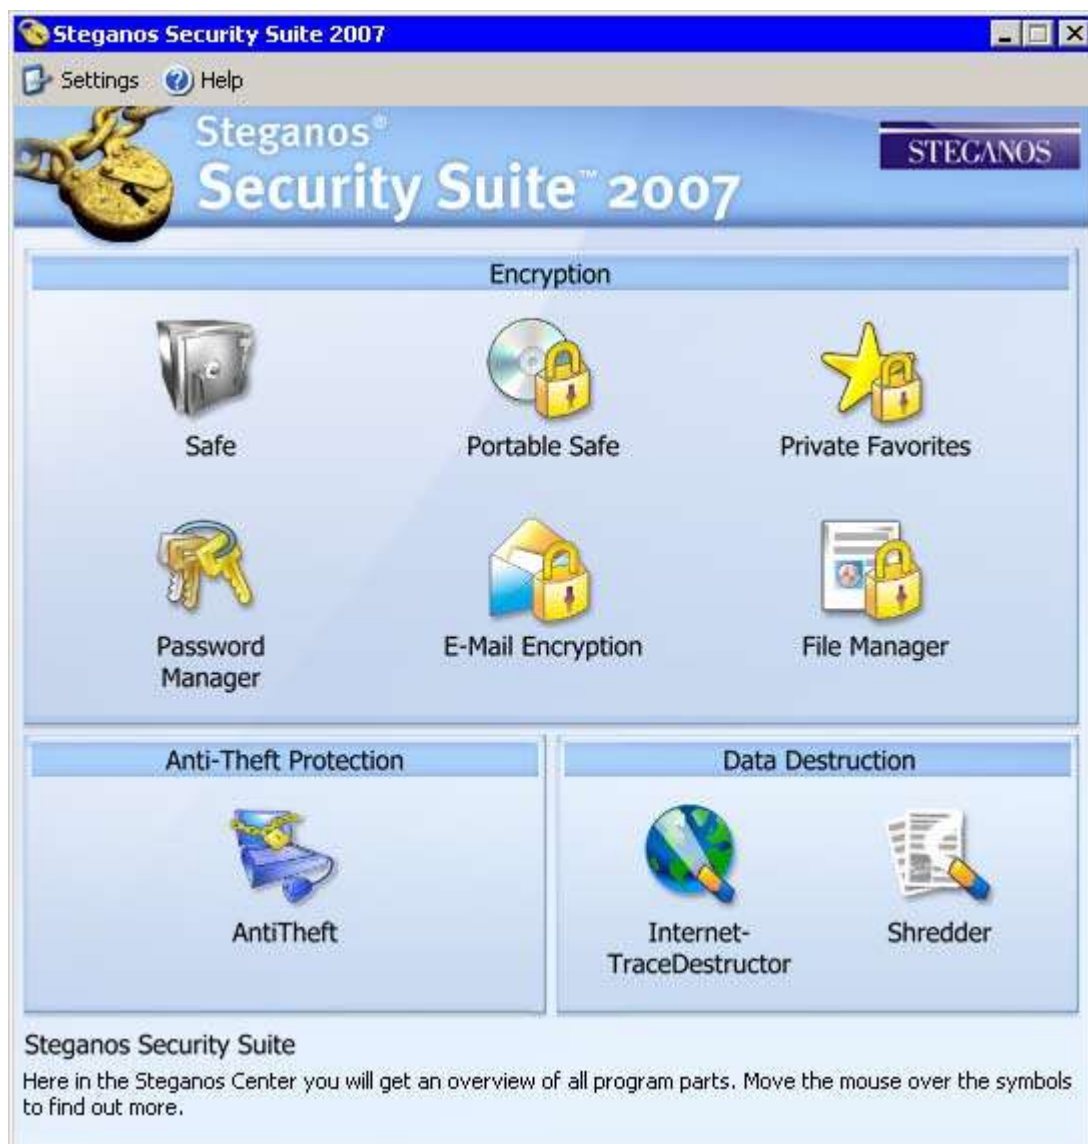 Steganos Security Suite 2007
Settings Help
Steganos®
Security Suite™ 2007
STEGANOS
Encryption
Safe
Portable Safe
Private Favorites
Password
Manager
E-Mail Encryption
File Manager
Anti-Theft Protection
AntiTheft
Data Destruction
Internet-
TraceDestructor
Shredder
Steganos Security Suite
Here in the Steganos Center you will get an overview of all program parts. Move the mouse over the symbols
to find out more.